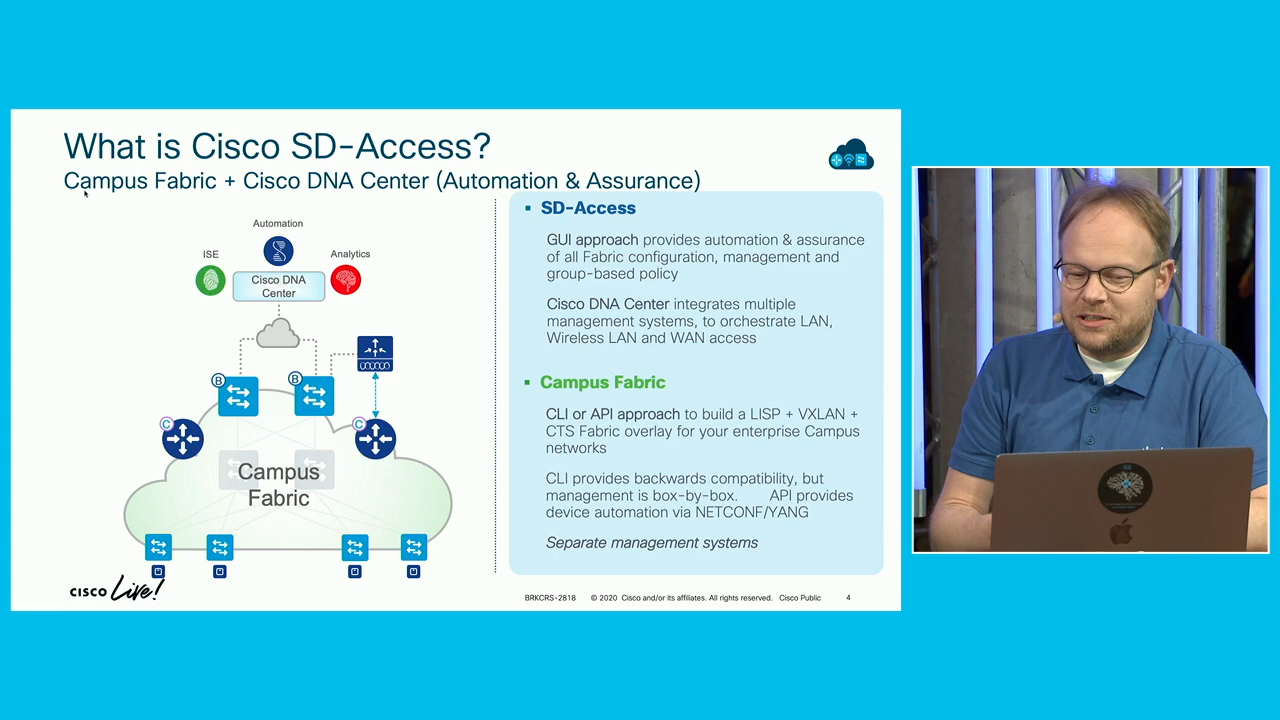 What is Cisco SD-Access?
Campus Fabric + Cisco DNA Center (Automation & Assurance)
Automation
ISE
Analytics
Cisco DNA
Center
B
B
C
C
Campus
Fabric
SD-Access
GUI approach provides automation & assurance
of all Fabric configuration, management and
group-based policy
Cisco DNA Center integrates multiple
management systems, to orchestrate LAN,
Wireless LAN and WAN access
Campus Fabric
CLI or API approach to build a LISP + VXLAN +
CTS Fabric overlay for your enterprise Campus
networks
CLI provides backwards compatibility, but
management is box-by-box. API provides
device automation via NETCONF/YANG
Separate management systems
CISCO Live!
BRKCRS-2818 © 2020 Cisco and/or its affiliates. All rights reserved. Cisco Public 4